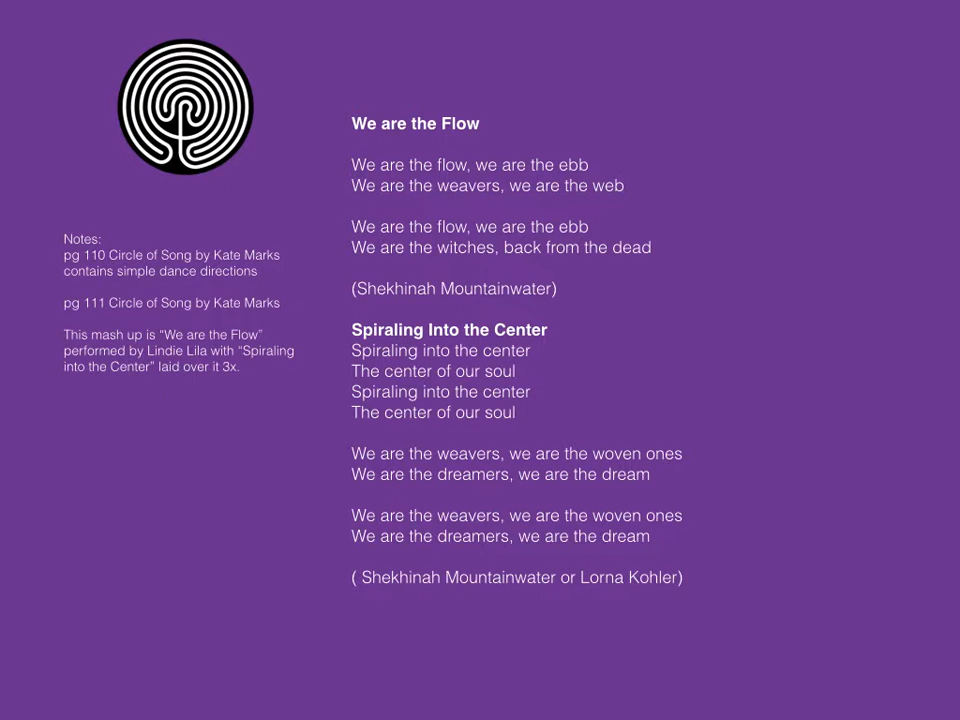 We are the Flow
We are the flow, we are the ebb
We are the weavers, we are the web
We are the flow, we are the ebb
We are the witches, back from the dead
(Shekhinah Mountainwater)
Spiraling Into the Center
Spiraling into the center
The center of our soul
Spiraling into the center
The center of our soul
We are the weavers, we are the woven ones
We are the dreamers, we are the dream
We are the weavers, we are the woven ones
We are the dreamers, we are the dream
( Shekhinah Mountainwater or Lorna Kohler)
Notes:
pg 110 Circle of Song by Kate Marks
contains simple dance directions
pg 111 Circle of Song by Kate Marks
This mash up is “We are the Flow”
performed by Lindie Lila with “Spiraling
into the Center” laid over it 3x.